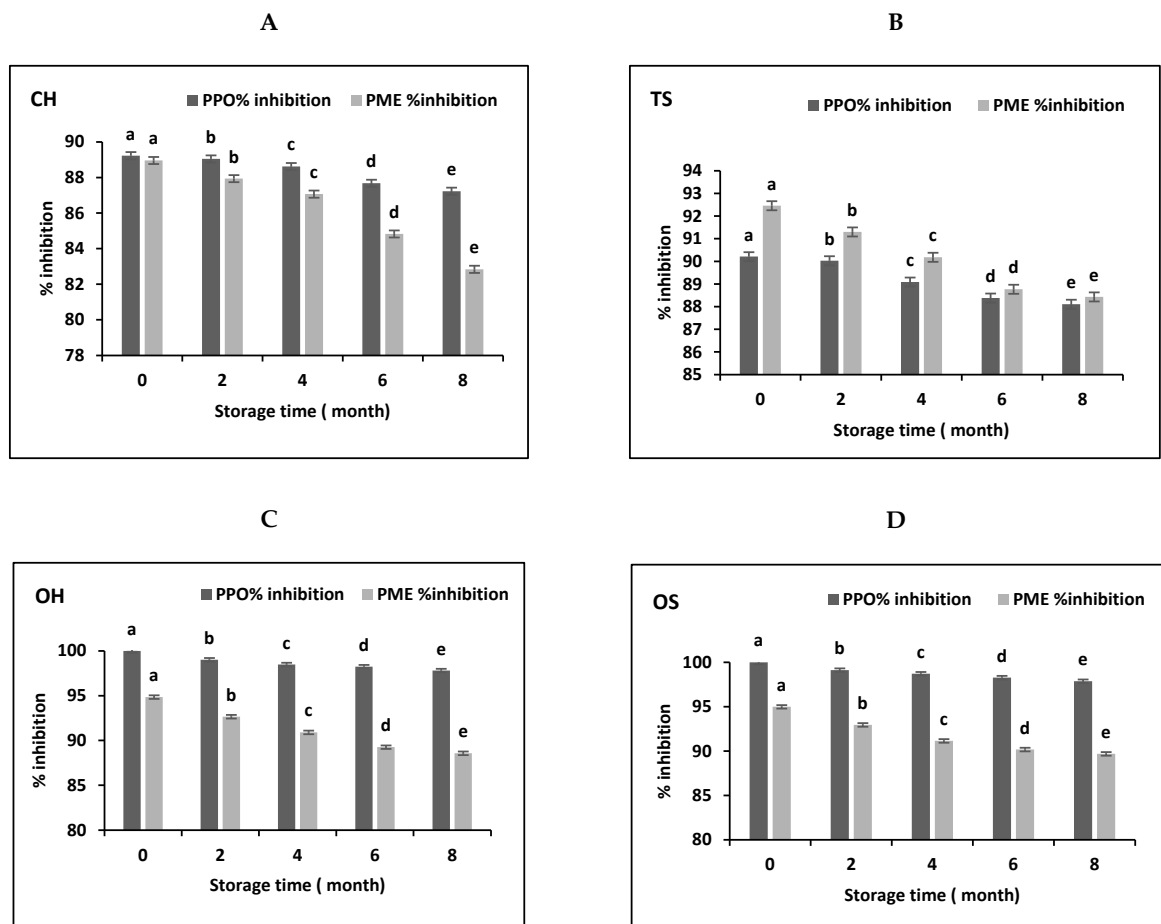 A
CH
PPO% inhibition PME %inhibition
a a b b c c d d e e
90
88
86
84
82
80
78
% inhibition
0 2 4 6 8
Storage time ( month)
B
TS
PPO% inhibition PME %inhibition
a a b b c c d d e e
94
93
92
91
90
89
88
87
86
85
% inhibition
0 2 4 6 8
Storage time ( month)
C
OH
PPO% inhibition PME %inhibition
a a b b c c d d e e
100
95
90
85
80
% inhibition
0 2 4 6 8
Storage time ( month)
D
OS
PPO% inhibition PME %inhibition
a a b b c c d d e e
100
95
90
85
80
% inhibition
0 2 4 6 8
Storage time ( month)